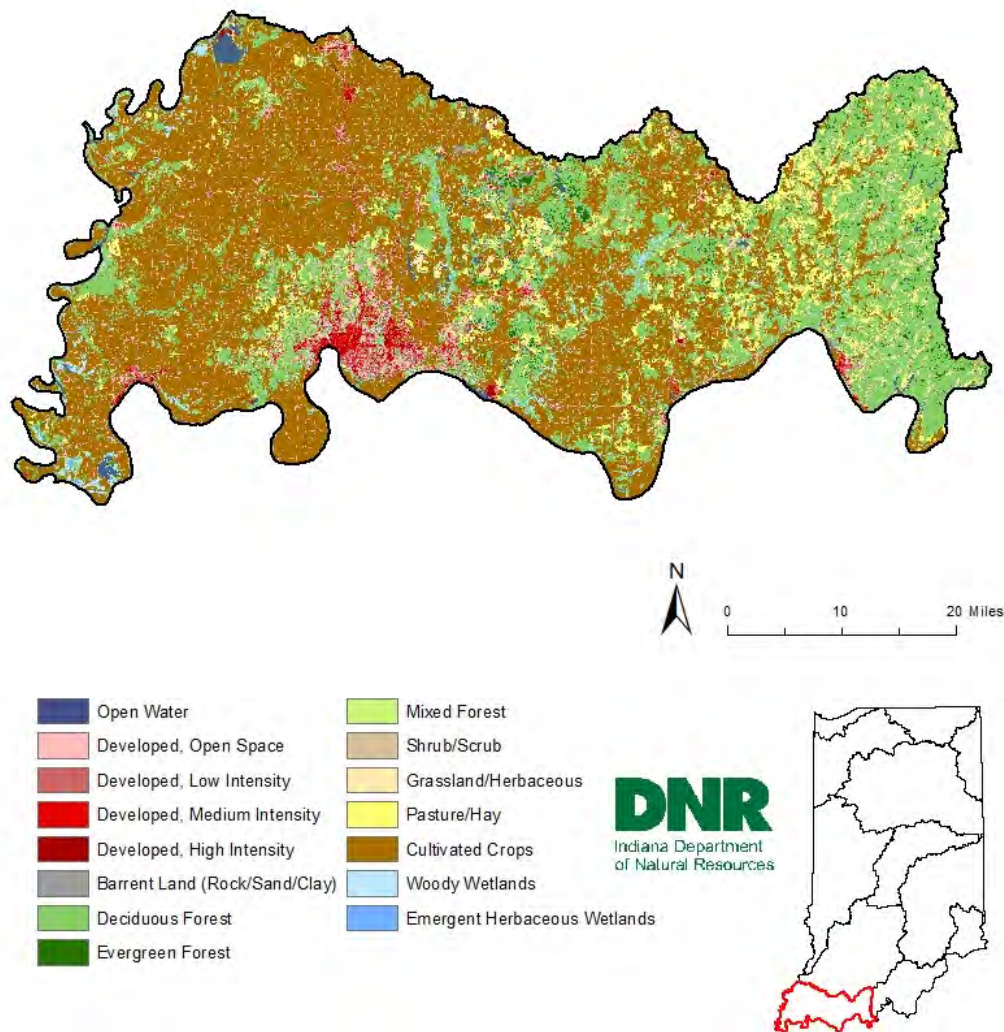 N
0 10 20 Miles
Open Water
Developed, Open Space
Developed, Low Intensity
Developed, Medium Intensity
Developed, High Intensity
Barrent Land (Rock/Sand/Clay)
Deciduous Forest
Evergreen Forest
Mixed Forest
Shrub/Scrub
Grassland/Herbaceous
Pasture/Hay
Cultivated Crops
Woody Wetlands
Emergent Herbaceous Wetlands
DNR
Indiana Department
of Natural Resources